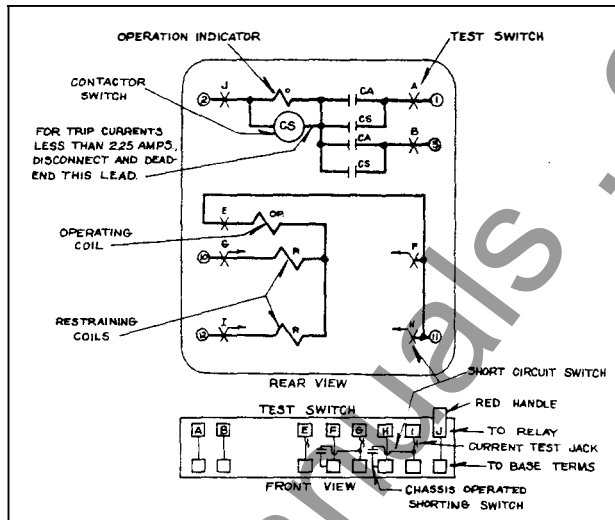 OPERATION INDICATOR
TEST SWITCH
CONTACTOR
SWITCH
J
O
CA
A
2
1
CS
CS
FOR TRIP CURRENTS
LESS THAN 2.25 AMPS,
DISCONNECT AND DEAD-
END THIS LEAD.
CA
B
CS
E
OP.
OPERATING
COIL
G
F
10
R
RESTRAINING
COILS
I
H
12
R
11
REAR VIEW
SHORT CIRCUIT SWITCH
RED HANDLE
TEST SWITCH
A B E F G H I J
TO RELAY
CURRENT TEST JACK
TO BASE TERMS
FRONT VIEW
CHASSIS OPERATED
SHORTING SWITCH